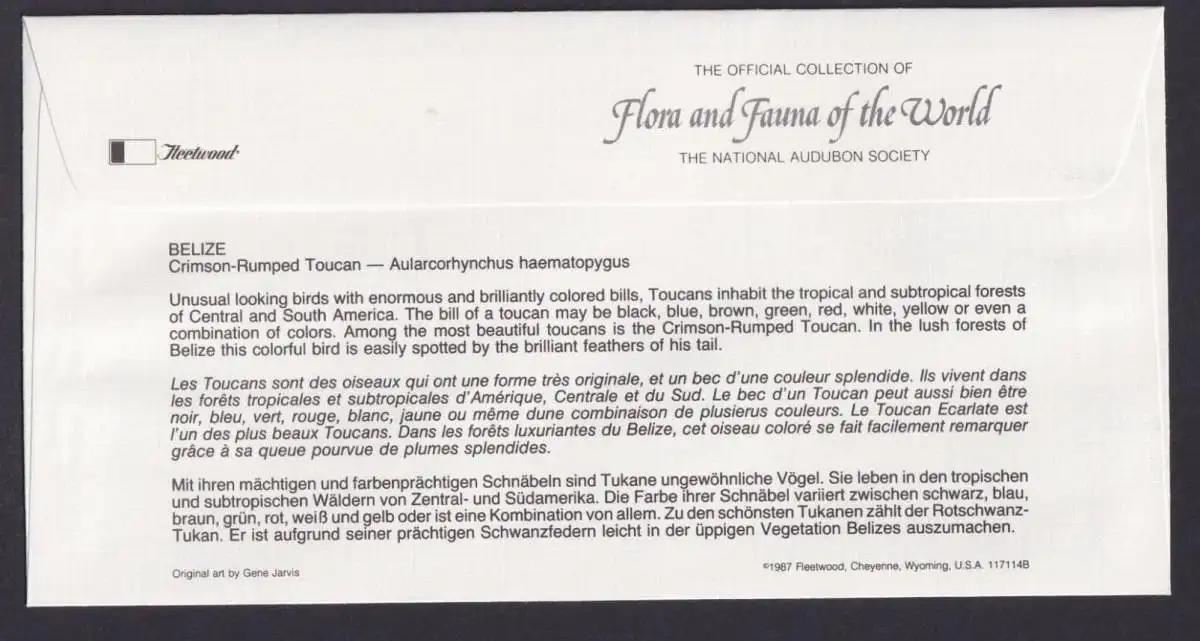 THE OFFICIAL COLLECTION OF
Flora and Fauna of the World
THE NATIONAL AUDUBON SOCIETY
Fleetwood
BELIZE
Crimson-Rumped Toucan — Aularcorhynchus haematopygus
Unusual looking birds with enormous and brilliantly colored bills, Toucans inhabit the tropical and subtropical forests
of Central and South America. The bill of a toucan may be black, blue, brown, green, red, white, yellow or even a
combination of colors. Among the most beautiful toucans is the Crimson-Rumped Toucan. In the lush forests of
Belize this colorful bird is easily spotted by the brilliant feathers of his tail.
Les Toucans sont des oiseaux qui ont une forme très originale, et un bec d'une couleur splendide. Ils vivent dans
les forêts tropicales et subtropicales d'Amérique, Centrale et du Sud. Le bec d'un Toucan peut aussi bien être
noir, bleu, vert, rouge, blanc, jaune ou même dune combinaison de plusierus couleurs. Le Toucan Ecarlate est
l'un des plus beaux Toucans. Dans les forêts luxuriantes du Belize, cet oiseau coloré se fait facilement remarquer
grâce à sa queue pourvue de plumes splendides.
Mit ihren mächtigen und farbenprächtigen Schnäbeln sind Tukane ungewöhnliche Vögel. Sie leben in den tropischen
und subtropischen Wäldern von Zentral- und Südamerika. Die Farbe ihrer Schnäbel variiert zwischen schwarz, blau,
braun, grün, rot, weiß und gelb oder ist eine Kombination von allem. Zu den schönsten Tukanen zählt der Rotschwanz-
Tukan. Er ist aufgrund seiner prächtigen Schwanzfedern leicht in der üppigen Vegetation Belizes auszumachen.
Original art by Gene Jarvis
©1987 Fleetwood, Cheyenne, Wyoming, U.S.A. 117114B